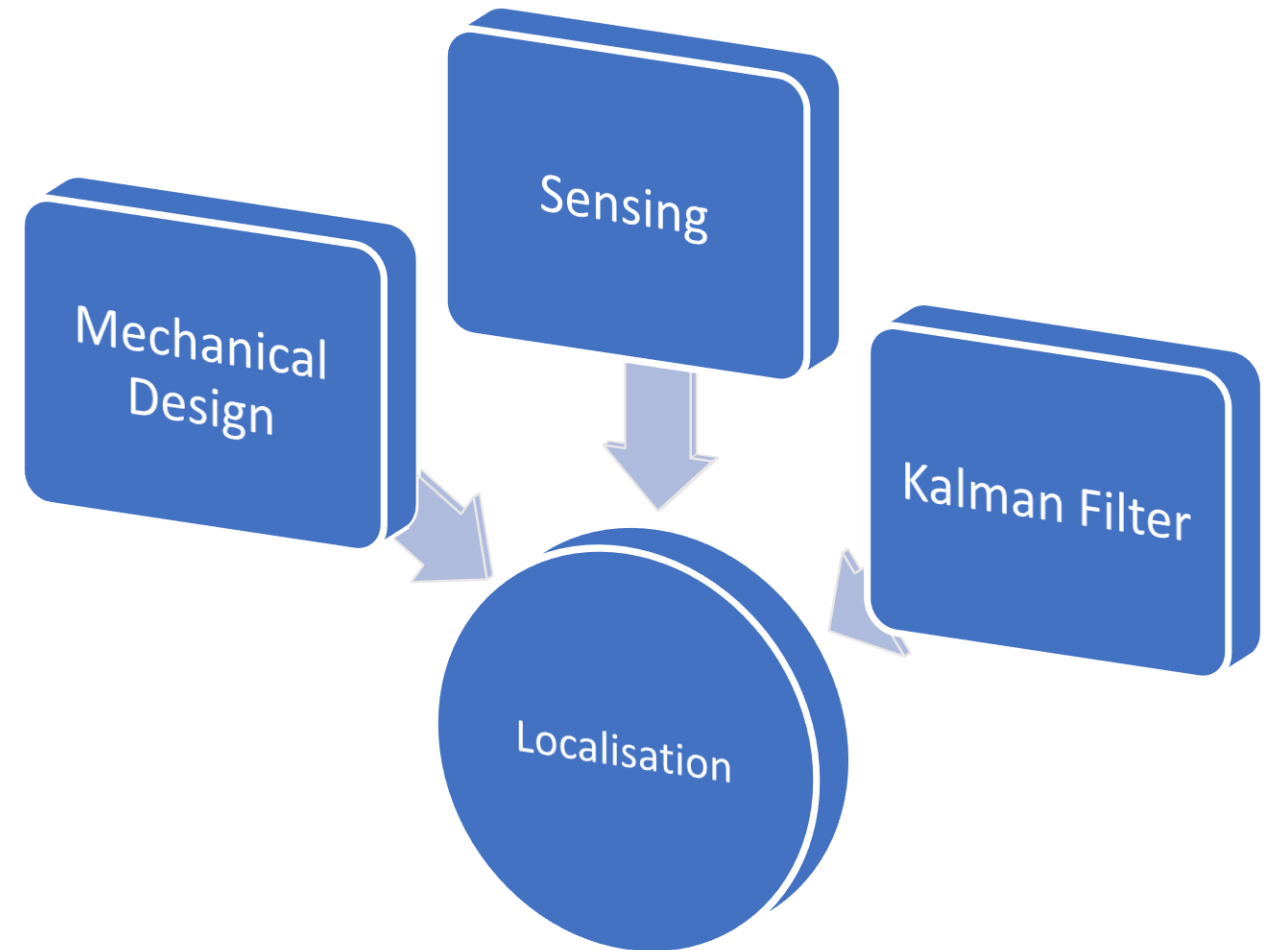 Sensing
Mechanical
Design
Kalman Filter
Localisation